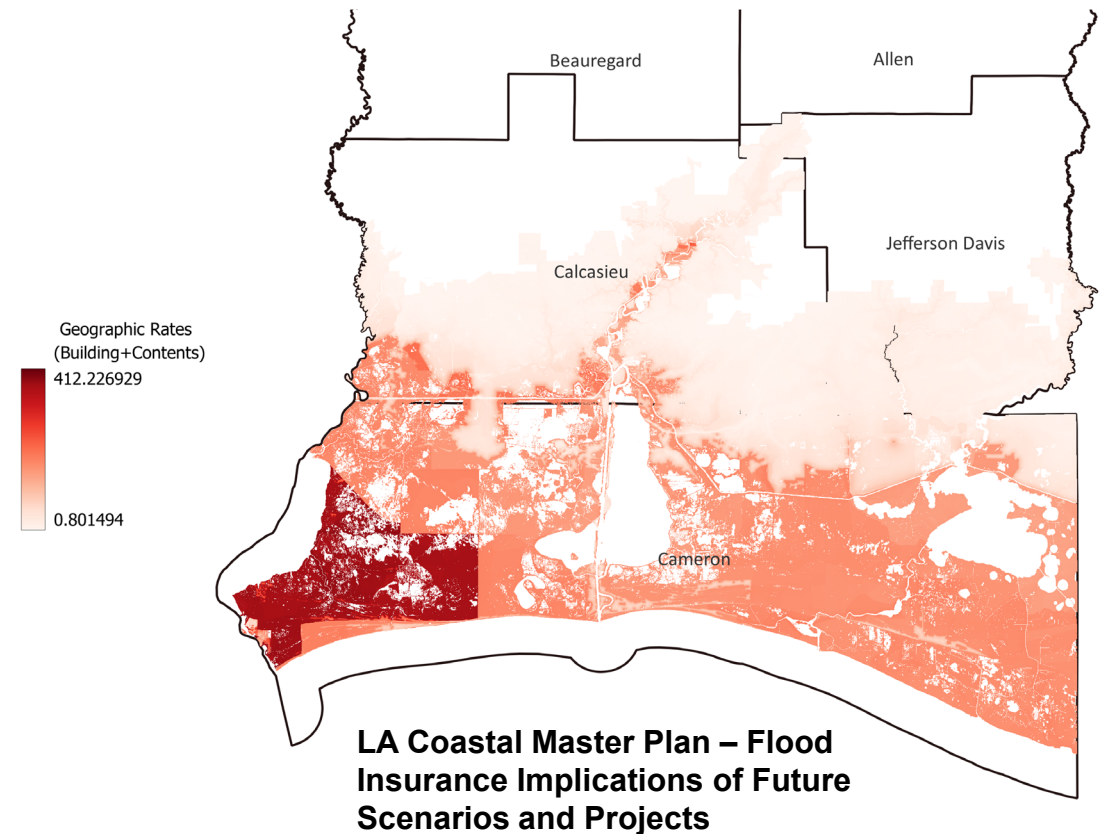 Beauregard
Allen
Jefferson Davis
Calcasieu
Geographic Rates
(Building+Contents)
412.226929
0.801494
Cameron
LA Coastal Master Plan – Flood
Insurance Implications of Future
Scenarios and Projects